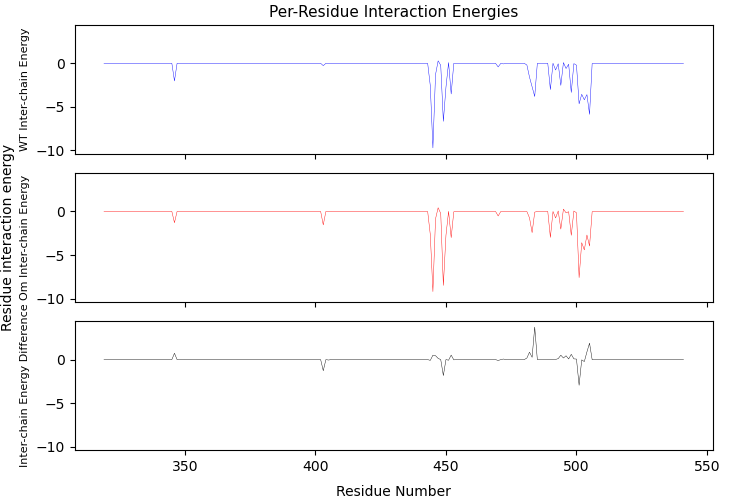 Per-Residue Interaction Energies
WT Inter-chain Energy
0
−5
−10
Residue interaction energy
Om Inter-chain Energy
0
−5
−10
Inter-chain Energy Difference
0
−5
−10
350
400
450
500
550
Residue Number